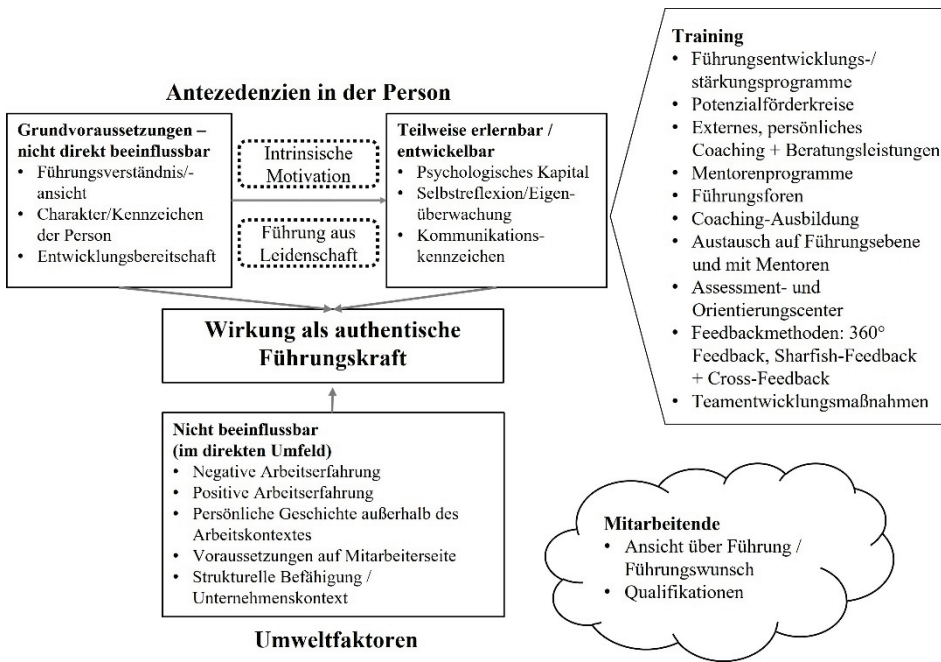 Antezedenzien in der Person
Grundvoraussetzungen –
nicht direkt beeinflussbar
• Führungsverständnis/-
ansicht
• Charakter/Kennzeichen
der Person
• Entwicklungsbereitschaft
Intrinsische
Motivation
Führung aus
Leidenschaft
Teilweise erlernbar /
entwickelbar
• Psychologisches Kapital
• Selbstreflexion/Eigen-
überwachung
• Kommunikations-
kennzeichen
Training
• Führungsentwicklungs-/
stärkungsprogramme
• Potenzialförderkreise
• Externes, persönliches
Coaching + Beratungsleistungen
• Mentorenprogramme
• Führungsforen
• Coaching-Ausbildung
• Austausch auf Führungsebene
und mit Mentoren
• Assessment- und
Orientierungscenter
• Feedbackmethoden: 360°
Feedback, Sharfish-Feedback
+ Cross-Feedback
• Teamentwicklungsmaßnahmen
Wirkung als authentische
Führungskraft
Nicht beeinflussbar
(im direkten Umfeld)
• Negative Arbeitserfahrung
• Positive Arbeitserfahrung
• Persönliche Geschichte außerhalb des
Arbeitskontextes
• Voraussetzungen auf Mitarbeiterseite
• Strukturelle Befähigung /
Unternehmenskontext
Umweltfaktoren
Mitarbeitende
• Ansicht über Führung /
Führungswunsch
• Qualifikationen